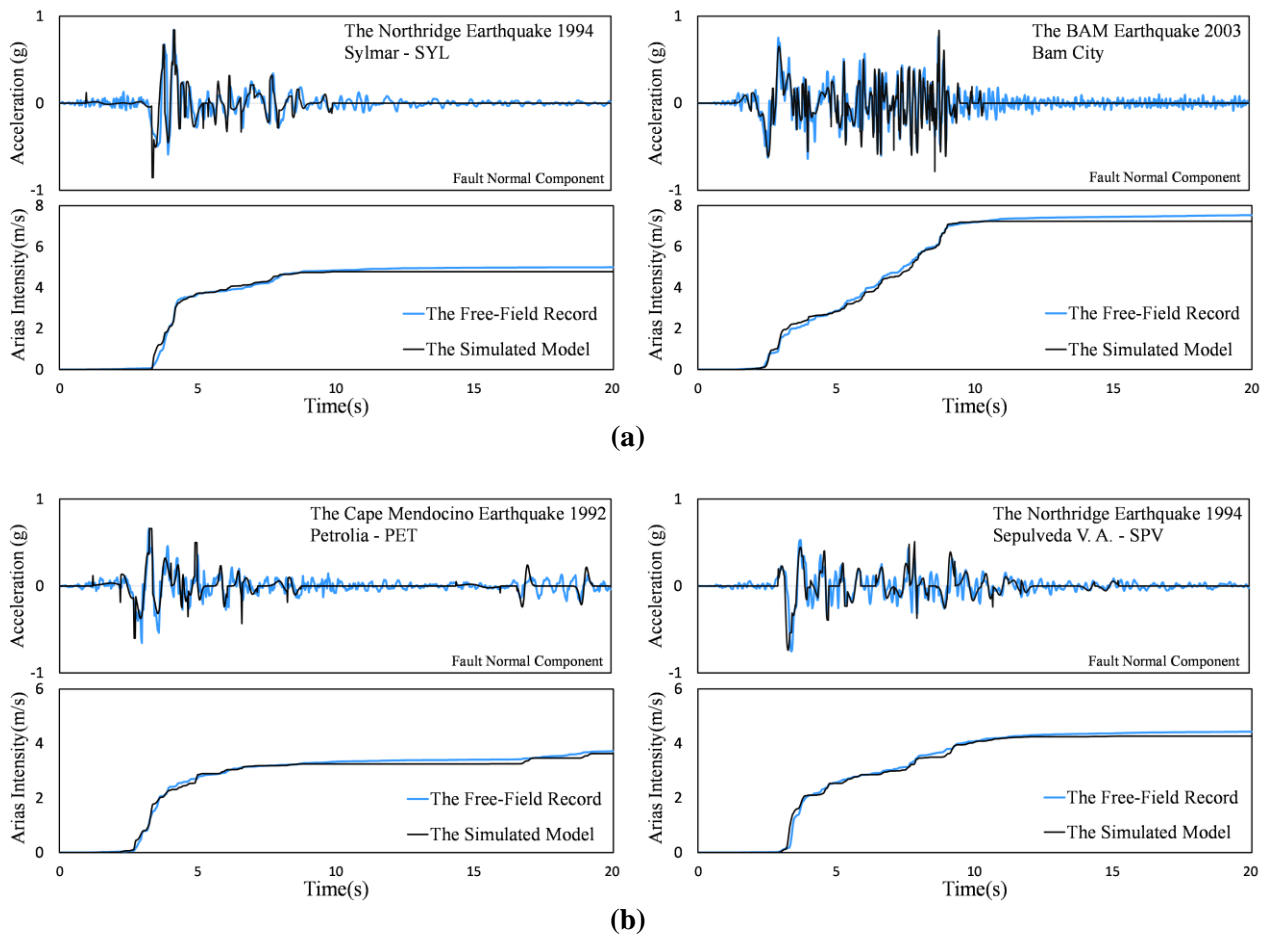 1
0
-1
Acceleration (g)
The Northridge Earthquake 1994
Sylmar - SYL
Fault Normal Component
8
6
4
2
0
Arias Intensity(m/s)
The Free-Field Record
The Simulated Model
0 5 10 15 20
Time(s)
1
0
-1
Acceleration (g)
The BAM Earthquake 2003
Bam City
Fault Normal Component
8
6
4
2
0
Arias Intensity(m/s)
The Free-Field Record
The Simulated Model
0 5 10 15 20
Time(s)
(a)
1
0
-1
Acceleration (g)
The Cape Mendocino Earthquake 1992
Petrolia - PET
Fault Normal Component
6
4
2
0
Arias Intensity(m/s)
The Free-Field Record
The Simulated Model
0 5 10 15 20
Time(s)
1
0
-1
Acceleration (g)
The Northridge Earthquake 1994
Sepulveda V. A. - SPV
Fault Normal Component
6
4
2
0
Arias Intensity(m/s)
The Free-Field Record
The Simulated Model
0 5 10 15 20
Time(s)
(b)